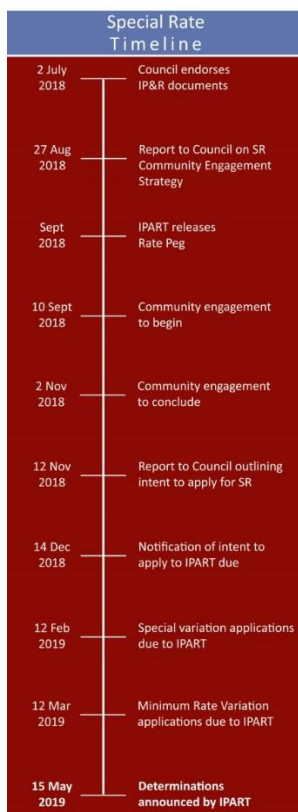 Special Rate
Timeline
2 July
2018
Council endorses
IP&R documents
27 Aug
2018
Report to Council on SR
Community Engagement
Strategy
Sept
2018
IPART releases
Rate Peg
10 Sept
2018
Community engagement
to begin
2 Nov
2018
Community engagement
to conclude
12 Nov
2018
Report to Council outlining
intent to apply for SR
14 Dec
2018
Notification of intent to
apply to IPART due
12 Feb
2019
Special variation applications
due to IPART
12 Mar
2019
Minimum Rate Variation
applications due to IPART
15 May
2019
Determinations
announced by IPART